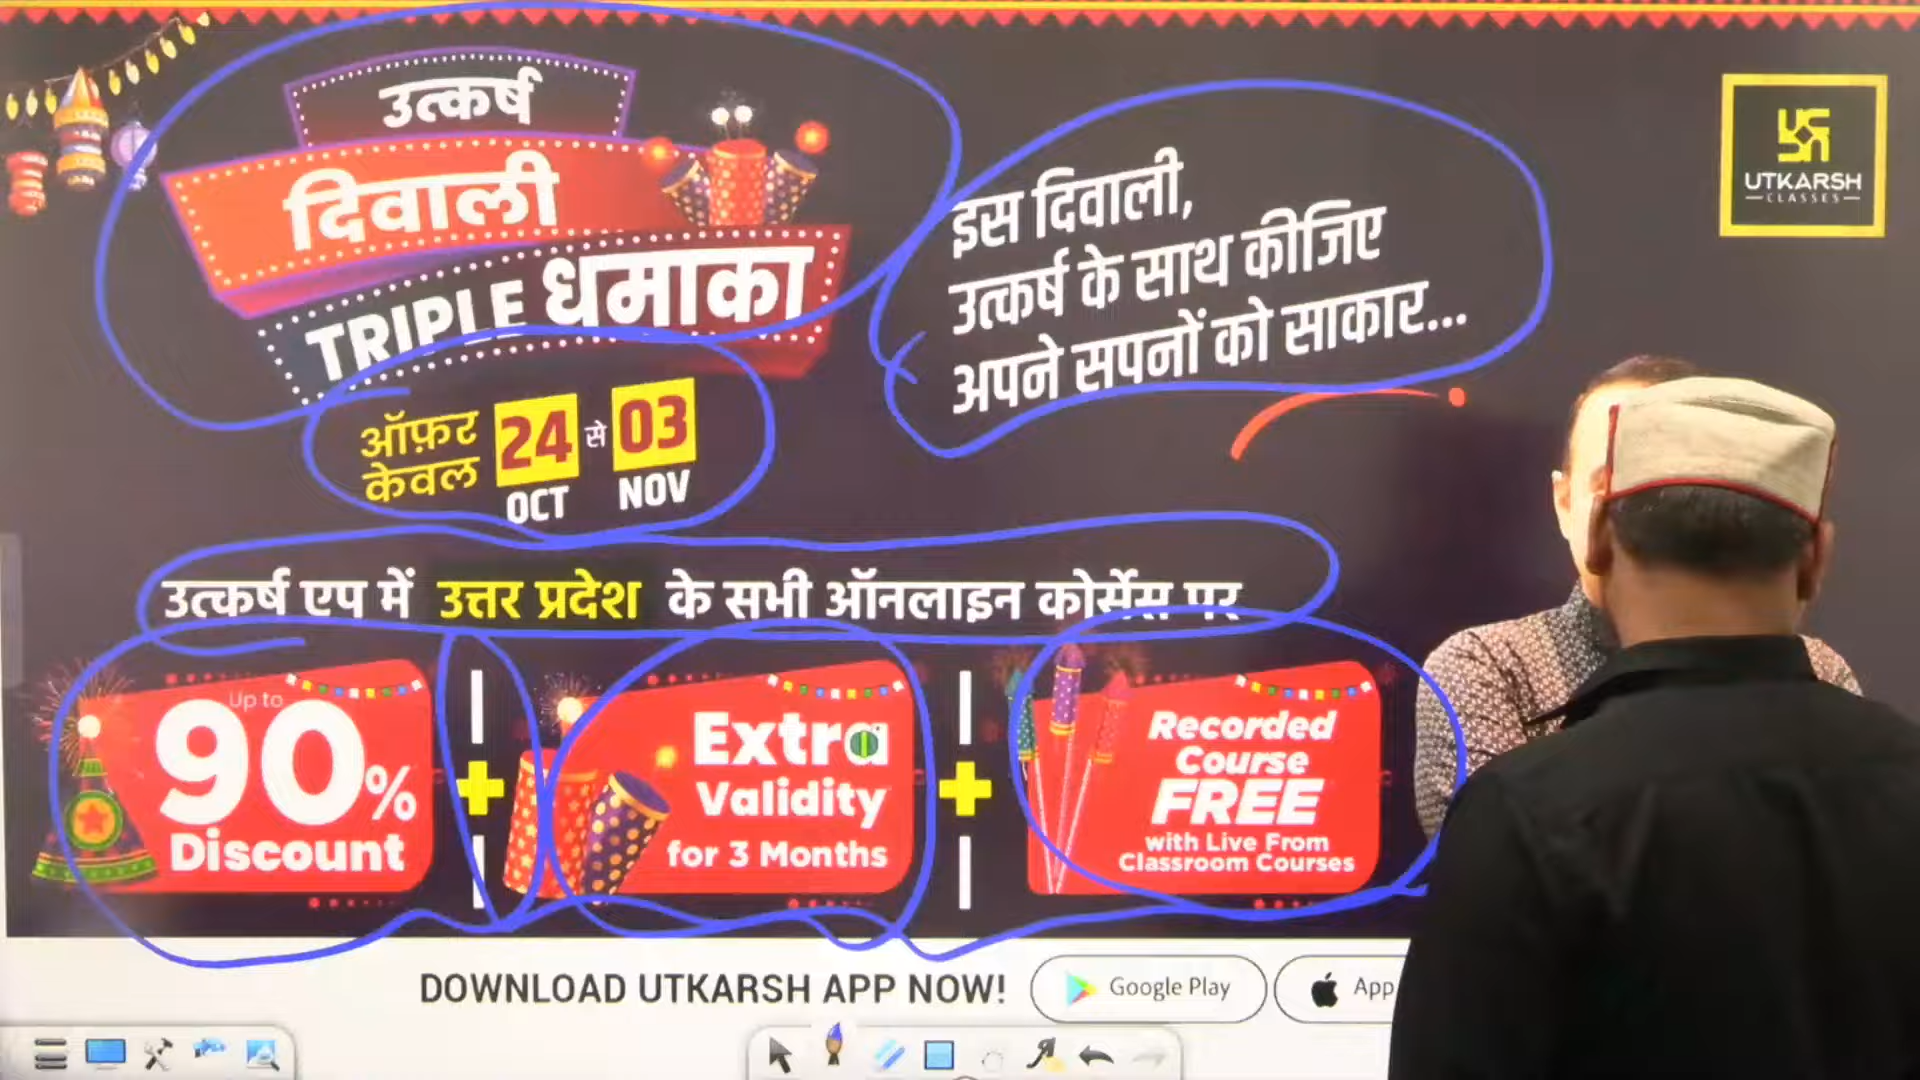 उत्कर्ष
दिवाली
TRIPLE धमाका
ऑफ़र केवल 24 OCT से 03 NOV
इस दिवाली,
उत्कर्ष के साथ कीजिए
अपने सपनों को साकार...
UTKARSH
CLASSES
उत्कर्ष एप में उत्तर प्रदेश के सभी ऑनलाइन कोर्सेस पर
Up to
90%
Discount
+
Extra
Validity
for 3 Months
+
Recorded
Course
FREE
with Live From
Classroom Courses
DOWNLOAD UTKARSH APP NOW!
Google Play
App